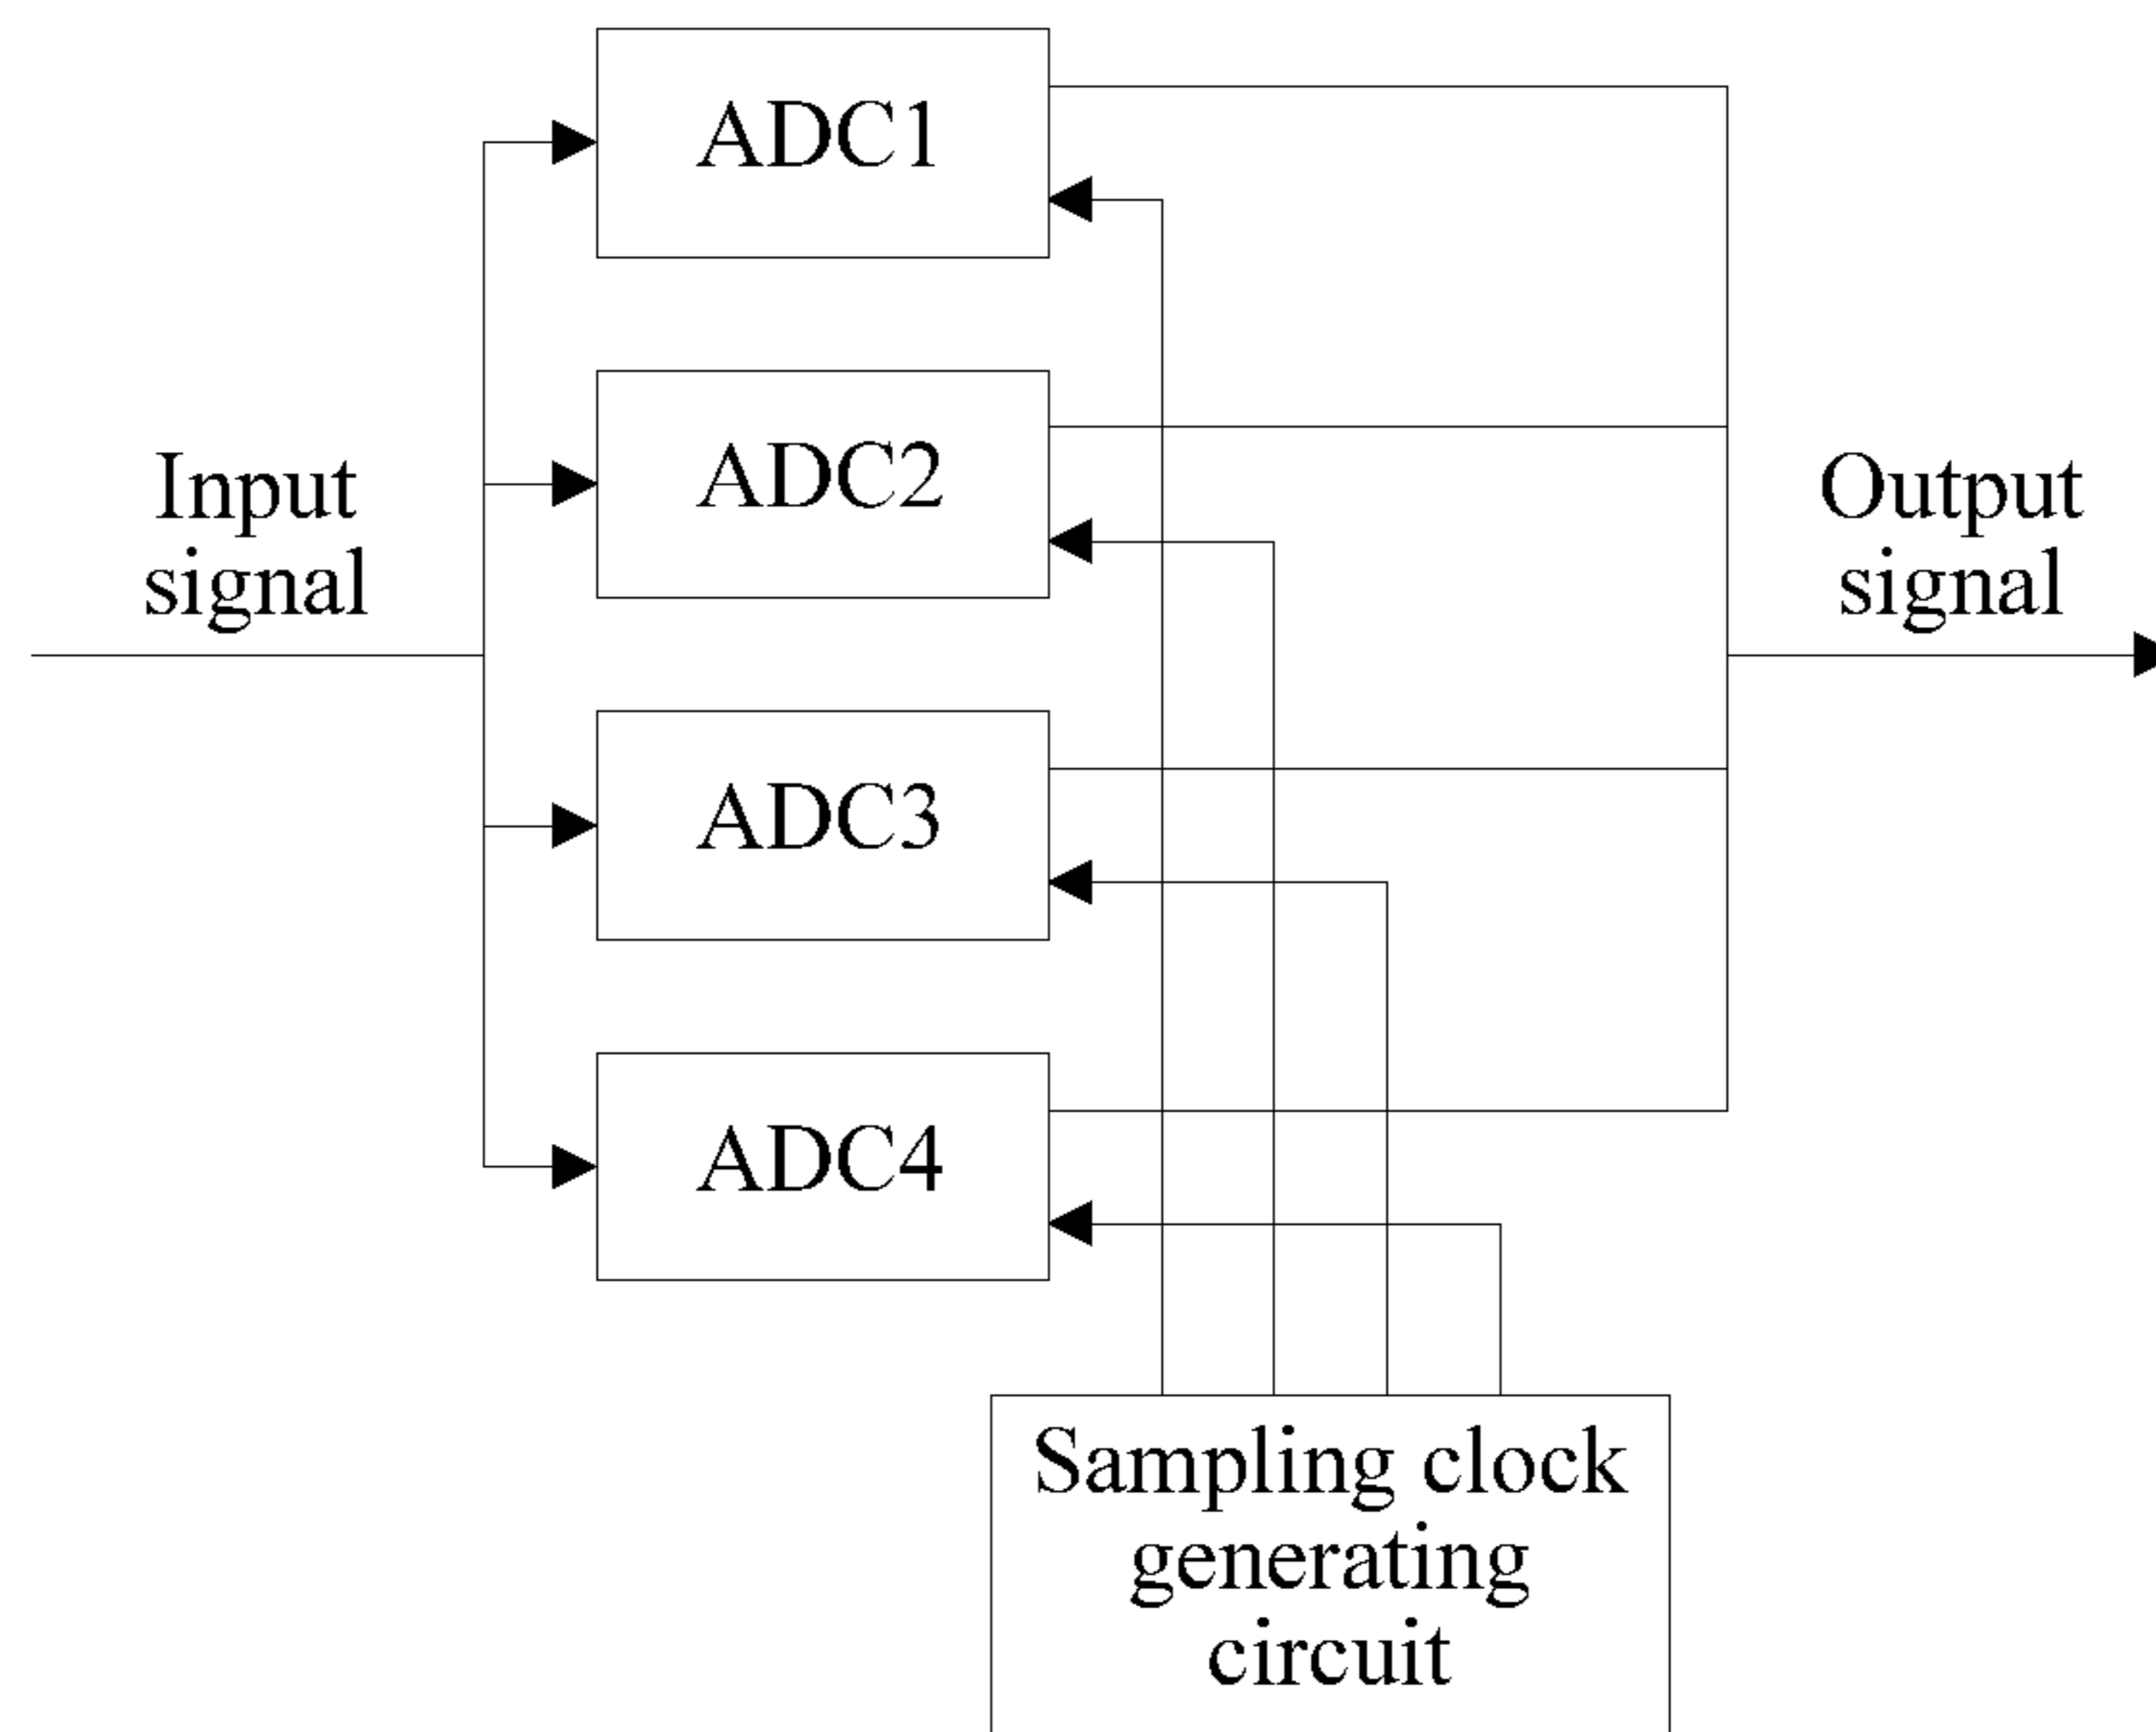 ADC1
ADC2
Input
signal
Output
signal
ADC3
ADC4
Sampling clock
generating
circuit